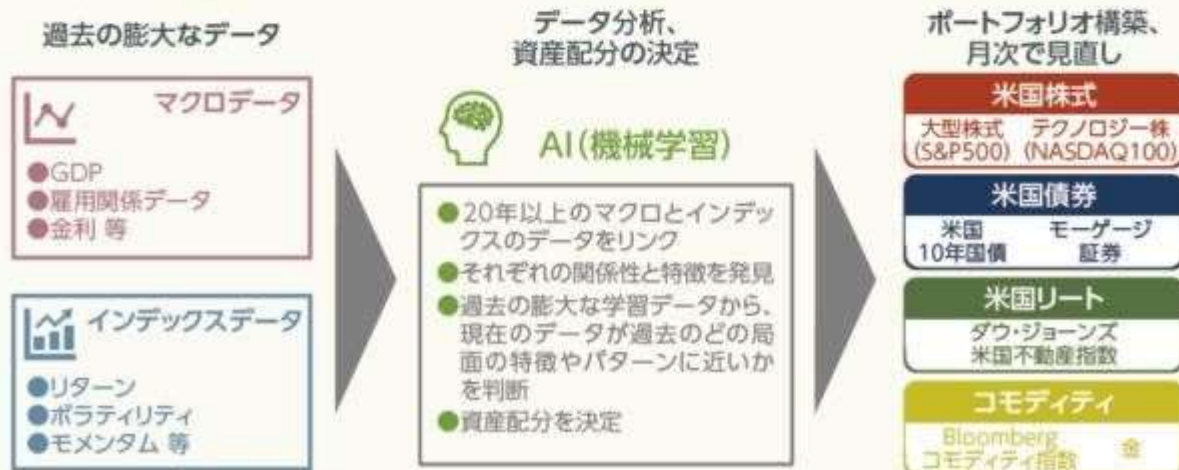 過去の膨大なデータ
マクロデータ
●GDP
●雇用関係データ
●金利 等
インデックスデータ
●リターン
●ボラティリティ
●モメンタム 等
データ分析、
資産配分の決定
AI(機械学習)
●20年以上のマクロとインデ
ックスのデータをリンク
●それぞれの関係性と特徴を発見
●過去の膨大な学習データから、
現在のデータが過去のどの局
面の特徴やパターンに近いか
を判断
●資産配分を決定
ポートフォリオ構築、
月次で見直し
米国株式
大型株式 テクノロジー株
(S&P500) (NASDAQ100)
米国債券
米国 モーゲージ
10年国債 証券
米国リート
ダウ・ジョーンズ
米国不動産指数
コモディティ
Bloomberg 金
コモディティ指数